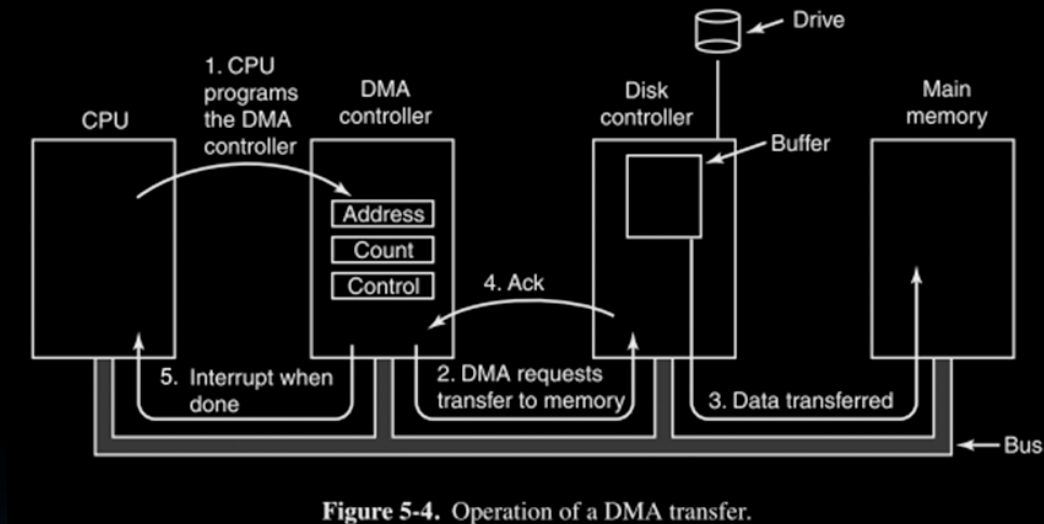 Drive
1. CPU
programs
the DMA
controller
CPU
DMA
controller
Disk
controller
Main
memory
Buffer
Address
Count
Control
4. Ack
5. Interrupt when
done
2. DMA requests
transfer to memory
3. Data transferred
Bus
Figure 5-4. Operation of a DMA transfer.